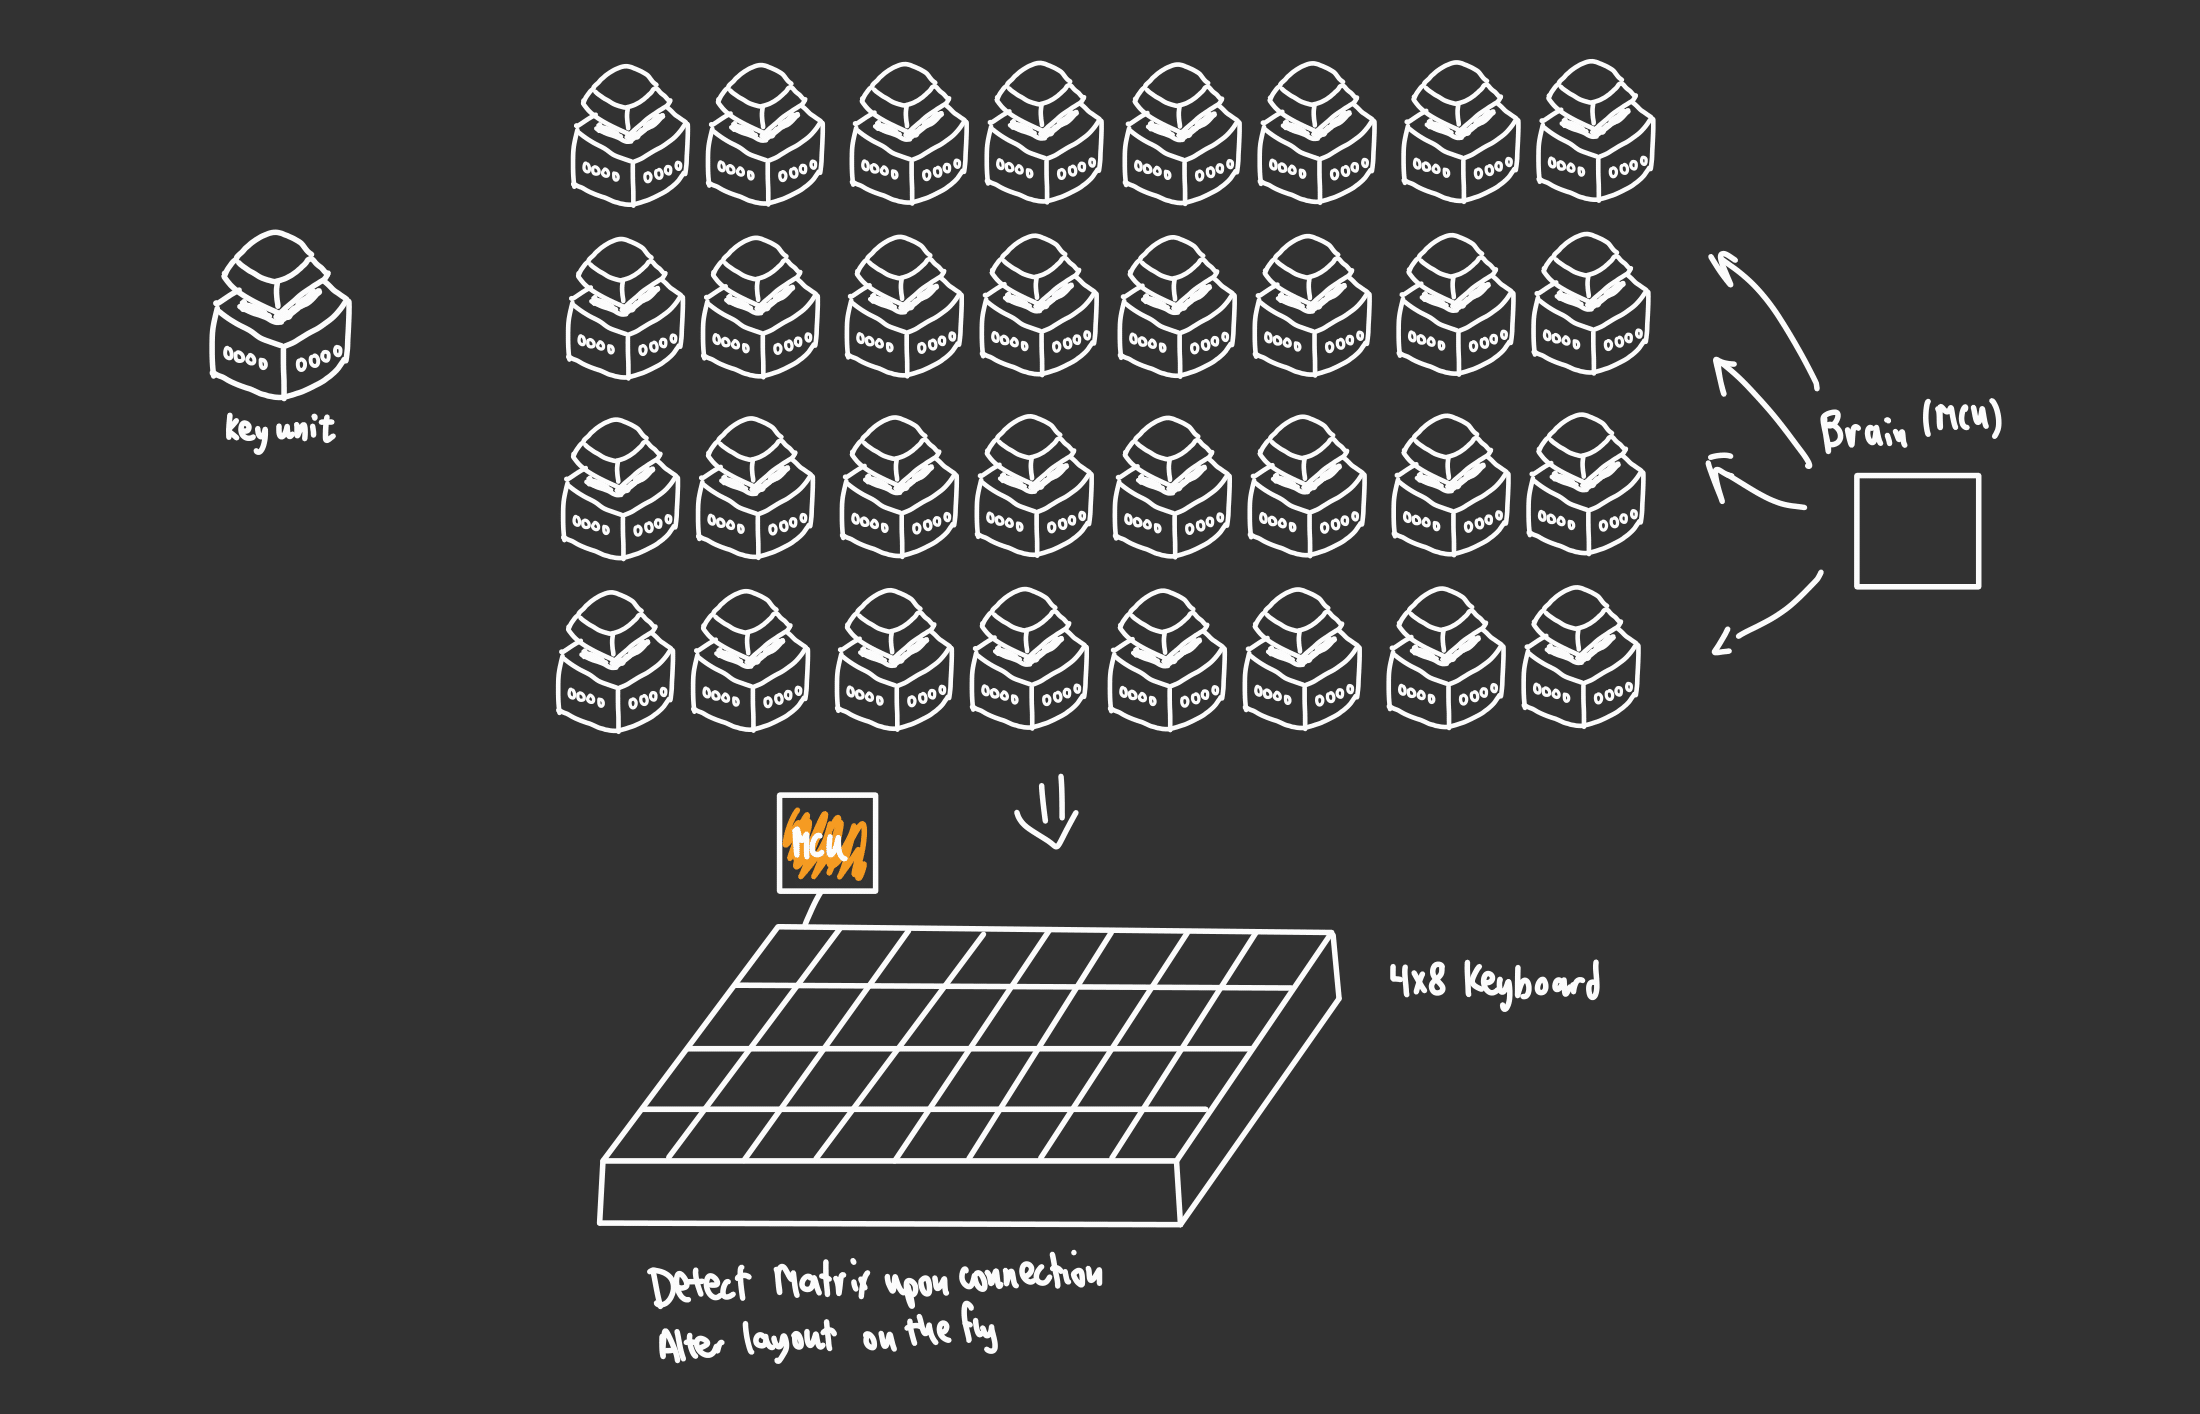 Key unit
Brain (MCU)
MCU
4x8 Keyboard
Detect Matrix upon connection
Alter layout on the fly